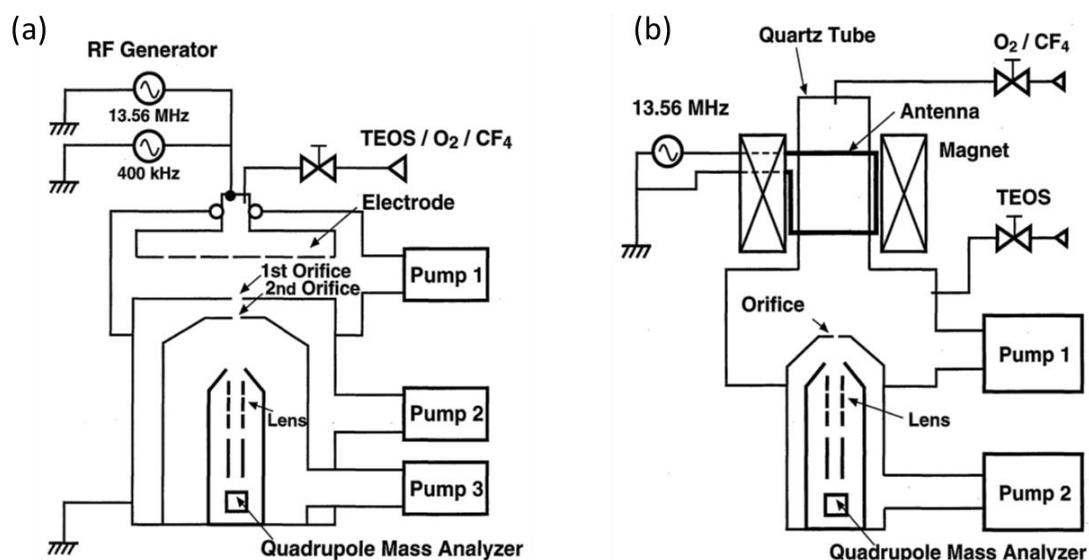 (a)
RF Generator
13.56 MHz
400 kHz
TEOS / O2 / CF4
Electrode
1st Orifice
2nd Orifice
Pump 1
Lens
Pump 2
Pump 3
Quadrupole Mass Analyzer
(b)
Quartz Tube
O2 / CF4
13.56 MHz
Antenna
Magnet
TEOS
Orifice
Pump 1
Lens
Pump 2
Quadrupole Mass Analyzer